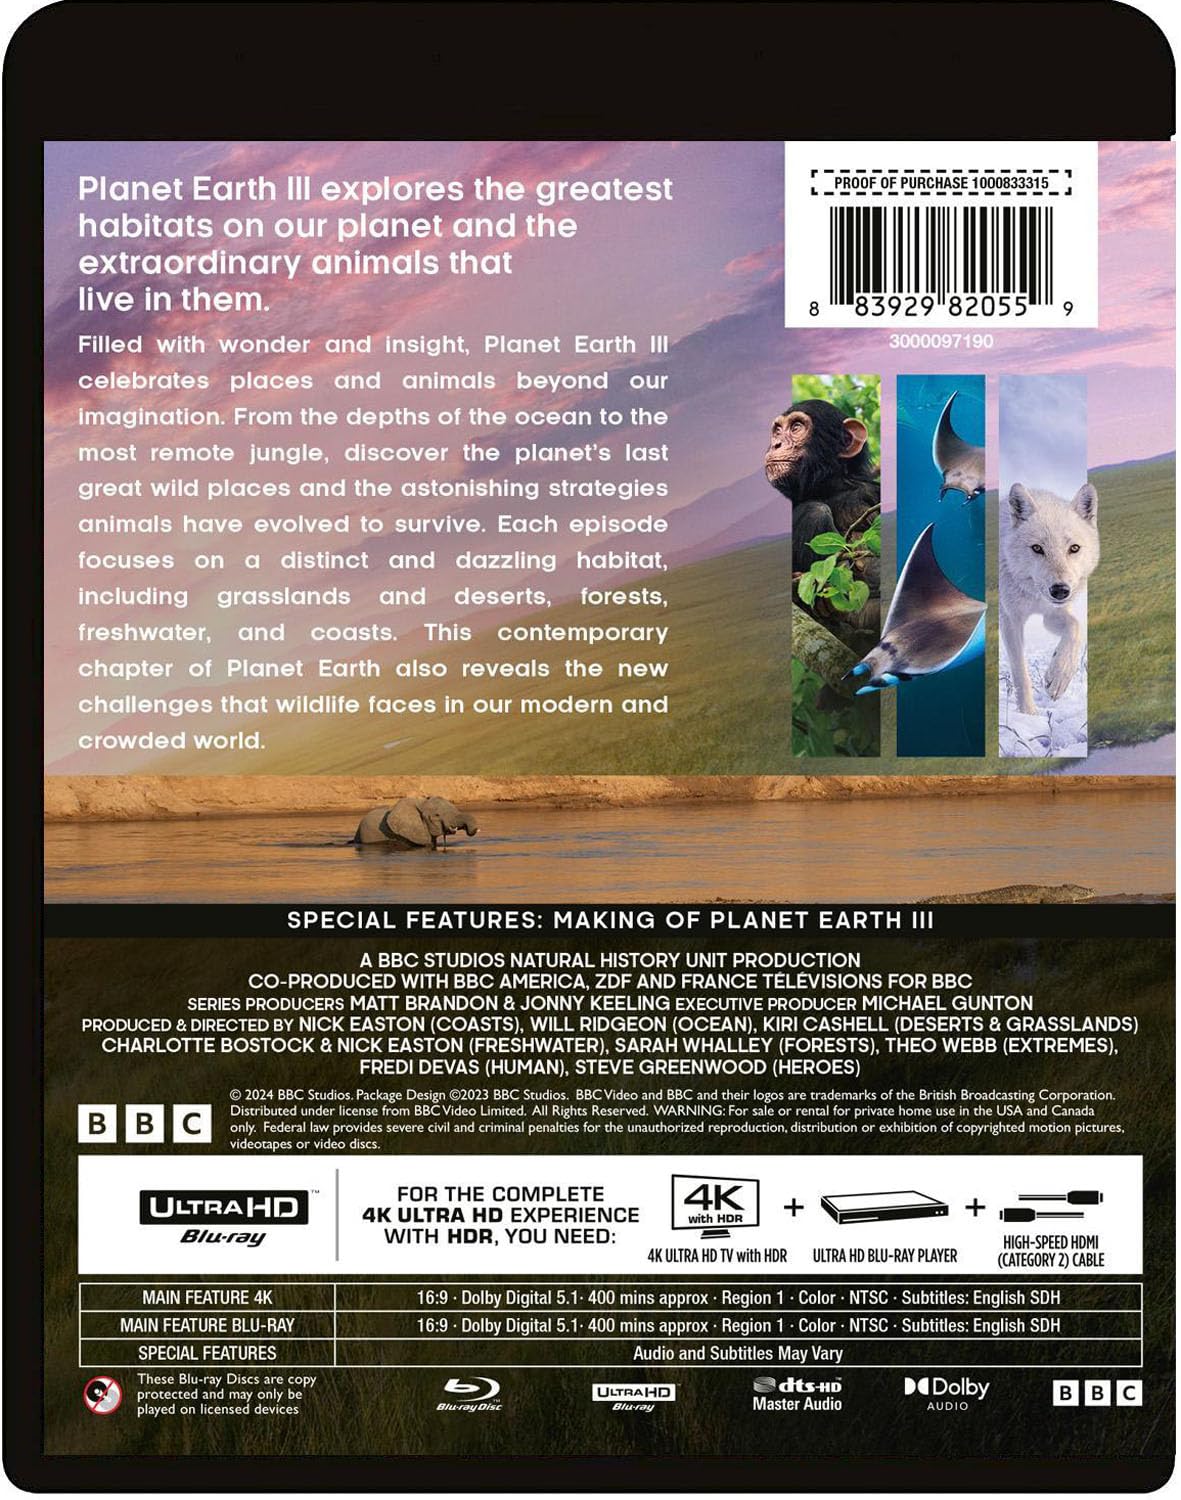 Planet Earth III explores the greatest
habitats on our planet and the
extraordinary animals that
live in them.
Filled with wonder and insight, Planet Earth III
celebrates places and animals beyond our
imagination. From the depths of the ocean to the
most remote jungle, discover the planet's last
great wild places and the astonishing strategies
animals have evolved to survive. Each episode
focuses on a distinct and dazzling habitat,
including grasslands and deserts, forests,
freshwater, and coasts. This contemporary
chapter of Planet Earth also reveals the new
challenges that wildlife faces in our modern and
crowded world.
PROOF OF PURCHASE 1000833315
8 83929 82055 9
3000097190
SPECIAL FEATURES: MAKING OF PLANET EARTH III
A BBC STUDIOS NATURAL HISTORY UNIT PRODUCTION
CO-PRODUCED WITH BBC AMERICA, ZDF AND FRANCE TÉLÉVISIONS FOR BBC
SERIES PRODUCERS MATT BRANDON & JONNY KEELING EXECUTIVE PRODUCER MICHAEL GUNTON
PRODUCED & DIRECTED BY NICK EASTON (COASTS), WILL RIDGEON (OCEAN), KIRI CASHELL (DESERTS & GRASSLANDS)
CHARLOTTE BOSTOCK & NICK EASTON (FRESHWATER), SARAH WHALLEY (FORESTS), THEO WEBB (EXTREMES),
FREDI DEVAS (HUMAN), STEVE GREENWOOD (HEROES)
BBC
© 2024 BBC Studios. Package Design ©2023 BBC Studios. BBC Video and BBC and their logos are trademarks of the British Broadcasting Corporation.
Distributed under license from BBC Video Limited. All Rights Reserved. WARNING: For sale or rental for private home use in the USA and Canada
only. Federal law provides severe civil and criminal penalties for the unauthorized reproduction, distribution or exhibition of copyrighted motion pictures,
videotapes or video discs.
ULTRA HD™
Blu-ray
FOR THE COMPLETE
4K ULTRA HD EXPERIENCE
WITH HDR, YOU NEED:
4K
with HDR
4K ULTRA HD TV with HDR
+
ULTRA HD BLU-RAY PLAYER
+
HIGH-SPEED HDMI
(CATEGORY 2) CABLE
MAIN FEATURE 4K 16:9 · Dolby Digital 5.1· 400 mins approx · Region 1 · Color · NTSC · Subtitles: English SDH
MAIN FEATURE BLU-RAY 16:9 · Dolby Digital 5.1· 400 mins approx · Region 1 · Color · NTSC · Subtitles: English SDH
SPECIAL FEATURES Audio and Subtitles May Vary
These Blu-ray Discs are copy
protected and may only be
played on licensed devices
Blu-ray Disc™
ULTRA HD™
Blu-ray
dts-HD™
Master Audio
Dolby
AUDIO
BBC